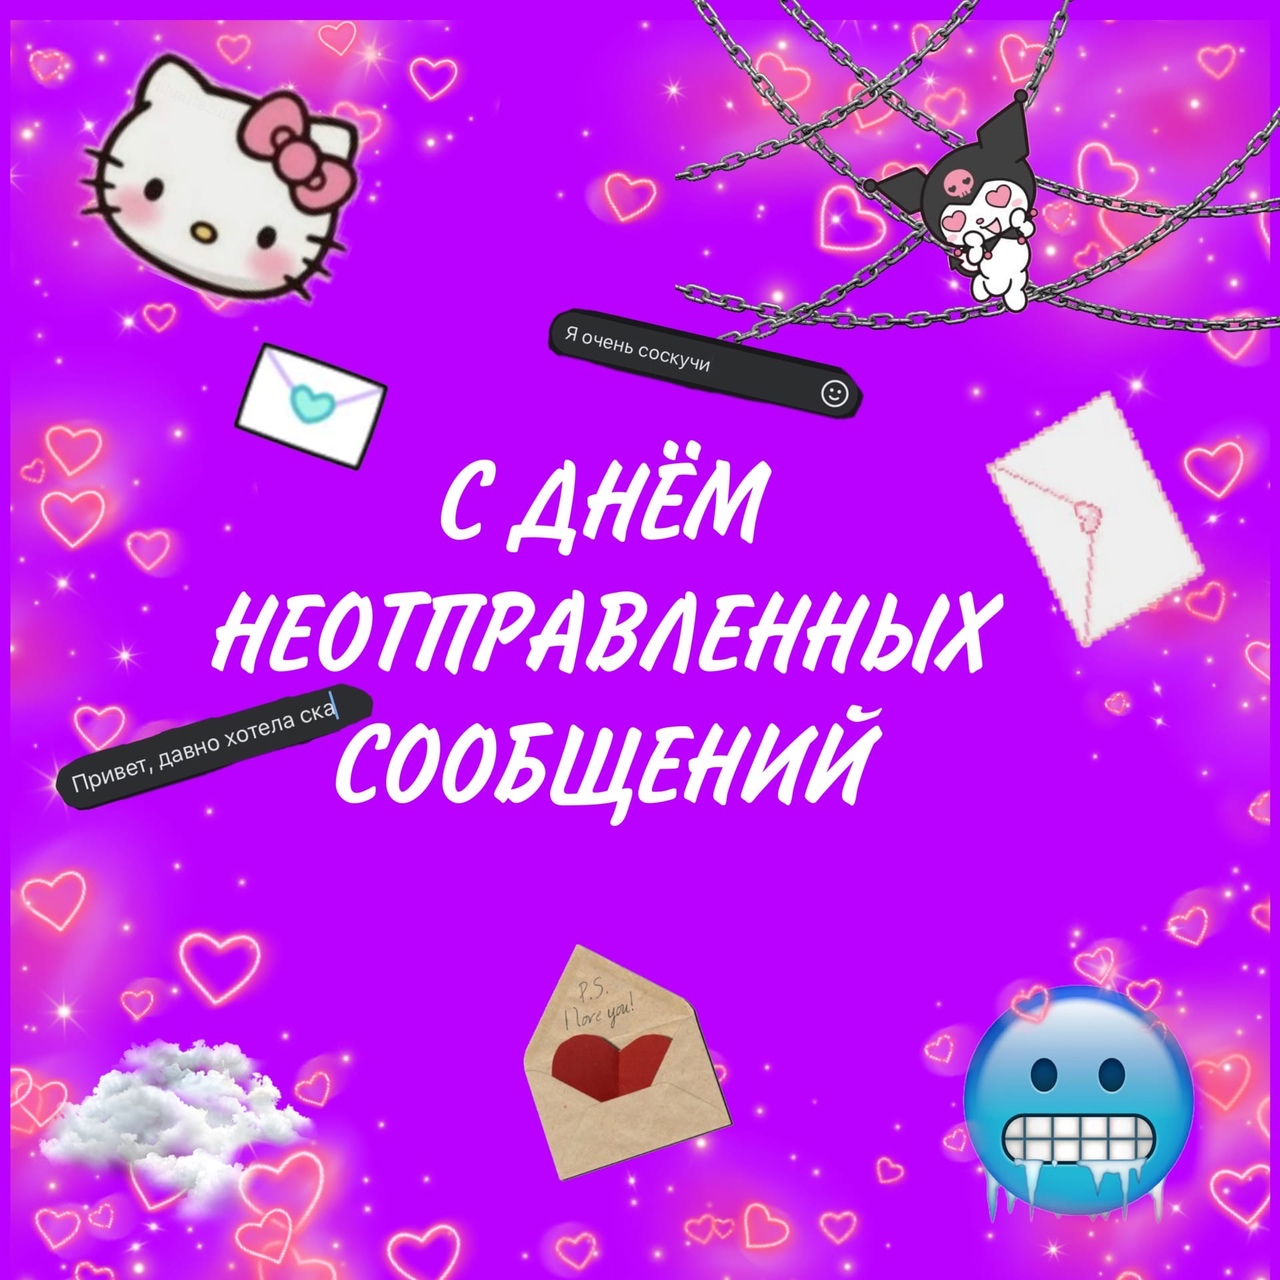 Я очень соскучи
С ДНЁМ
НЕОТПРАВЛЕННЫХ
СООБЩЕНИЙ
Привет, давно хотела ска
P.S.
I love you!